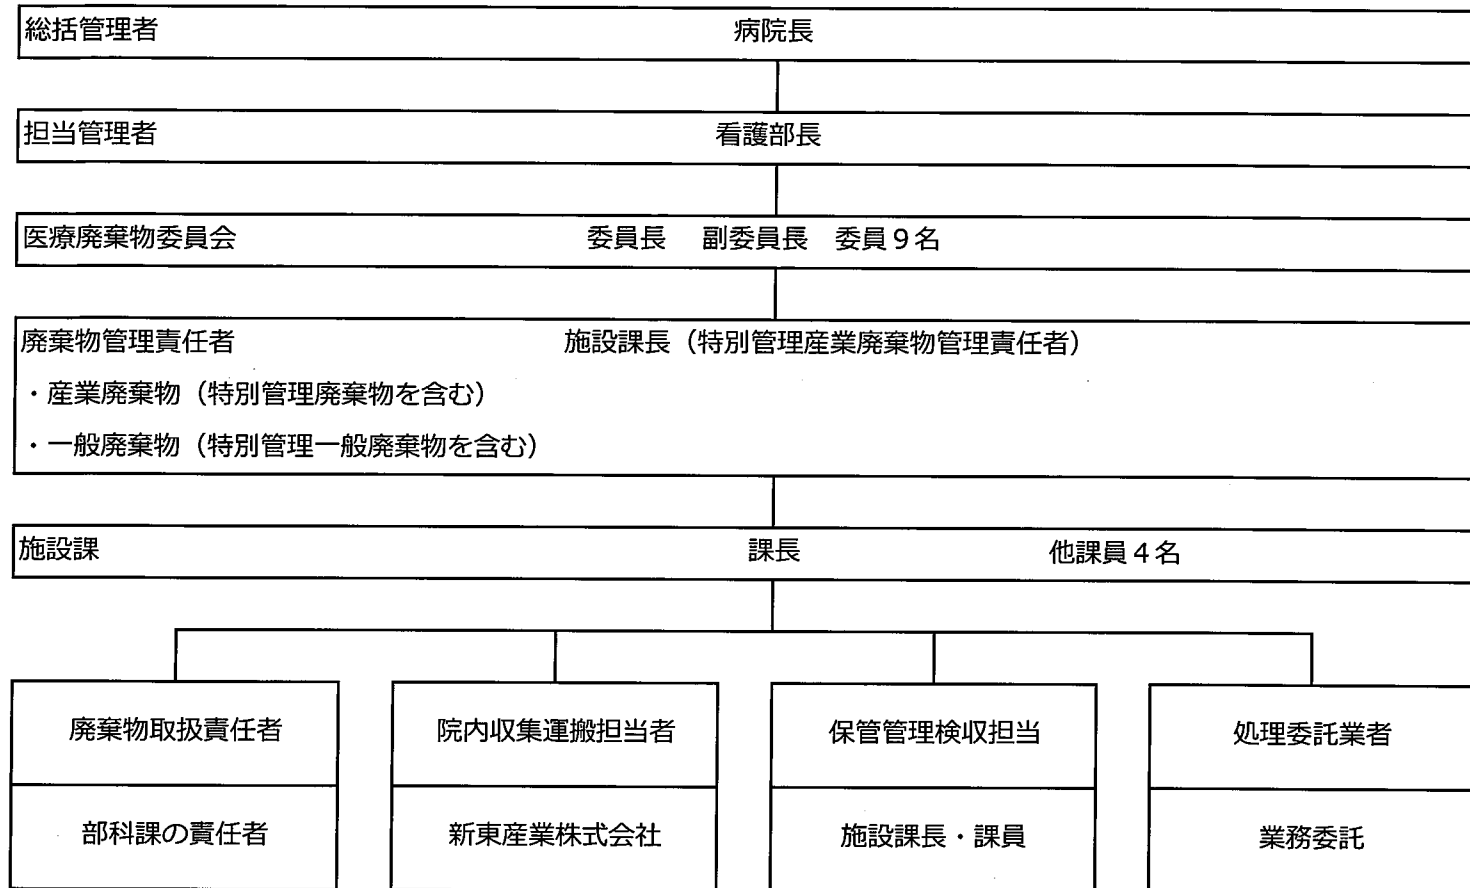 総括管理者 病院長
担当管理者 看護部長
医療廃棄物委員会 委員長 副委員長 委員9名
廃棄物管理責任者 施設課長（特別管理産業廃棄物管理責任者）
・産業廃棄物（特別管理廃棄物を含む）
・一般廃棄物（特別管理一般廃棄物を含む）
施設課 課長 他課員4名
廃棄物取扱責任者 院内収集運搬担当者 保管管理検収担当 処理委託業者
部科課の責任者 新東産業株式会社 施設課長・課員 業務委託